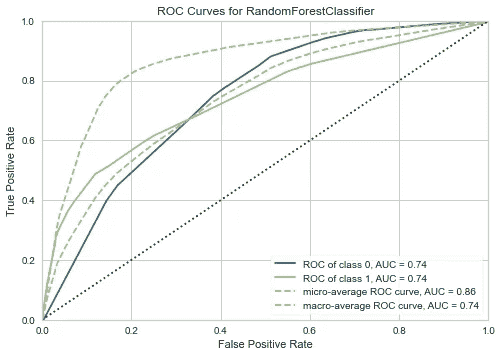 ROC Curves for RandomForestClassifier
1.0
0.8
0.6
0.4
0.2
0.0
True Positive Rate
ROC of class 0, AUC = 0.74
ROC of class 1, AUC = 0.74
micro-average ROC curve, AUC = 0.86
macro-average ROC curve, AUC = 0.74
0.0 0.2 0.4 0.6 0.8 1.0
False Positive Rate